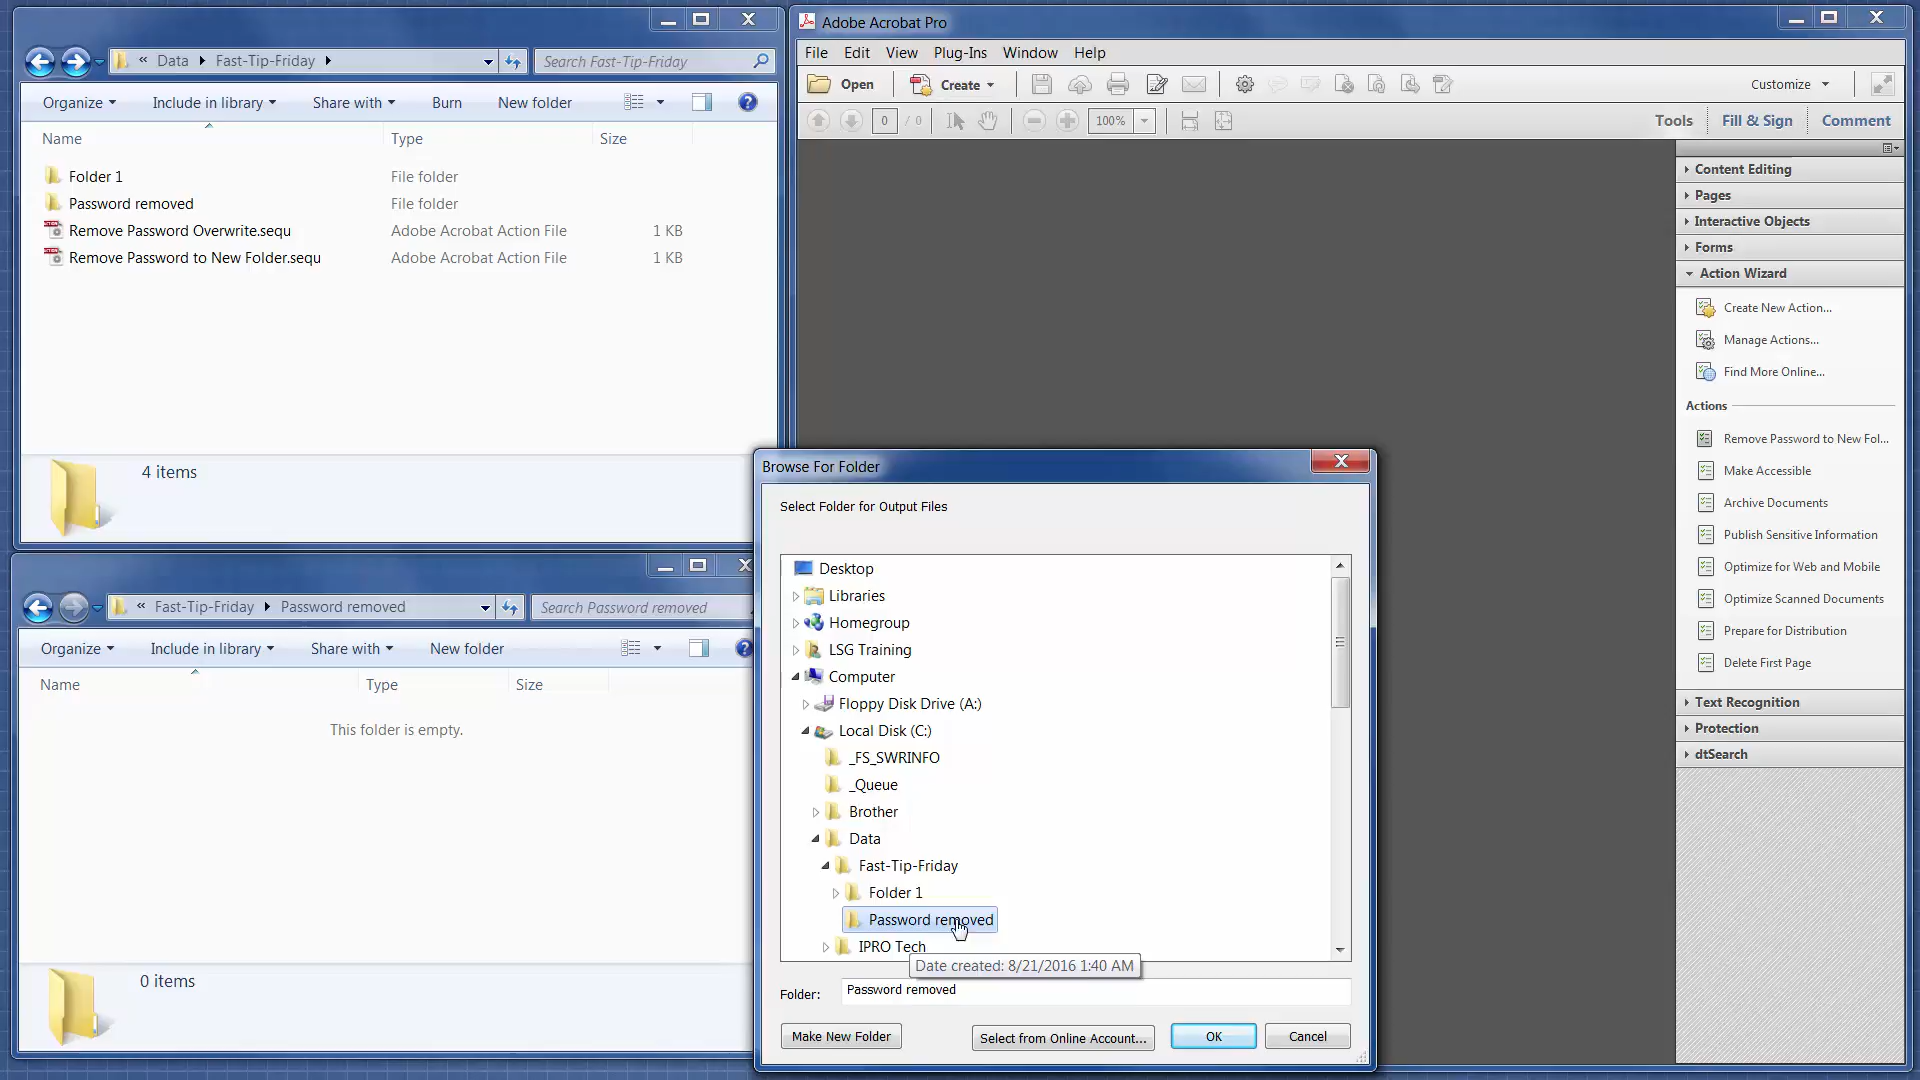 « Data Fast-Tip-Friday
Search Fast-Tip-Friday
Organize Include in library Share with Burn New folder
Name Type Size
Folder 1 File folder
Password removed File folder
Remove Password Overwrite.sequ Adobe Acrobat Action File 1 KB
Remove Password to New Folder.sequ Adobe Acrobat Action File 1 KB
4 items
« Fast-Tip-Friday Password removed
Search Password removed
Organize Include in library Share with New folder
Name Type Size
This folder is empty.
0 items
Adobe Acrobat Pro
File Edit View Plug-Ins Window Help
Open Create Customize
0 / 0 100% Tools Fill & Sign Comment
Content Editing
Pages
Interactive Objects
Forms
Action Wizard
Create New Action...
Manage Actions...
Find More Online...
Actions
Remove Password to New Fol...
Make Accessible
Archive Documents
Publish Sensitive Information
Optimize for Web and Mobile
Optimize Scanned Documents
Prepare for Distribution
Delete First Page
Text Recognition
Protection
dtSearch
Browse For Folder
Select Folder for Output Files
Desktop
Libraries
Homegroup
LSG Training
Computer
Floppy Disk Drive (A:)
Local Disk (C:)
_FS_SWRINFO
_Queue
Brother
Data
Fast-Tip-Friday
Folder 1
Password removed
IPRO Tech
Date created: 8/21/2016 1:40 AM
Folder: Password removed
Make New Folder Select from Online Account... OK Cancel